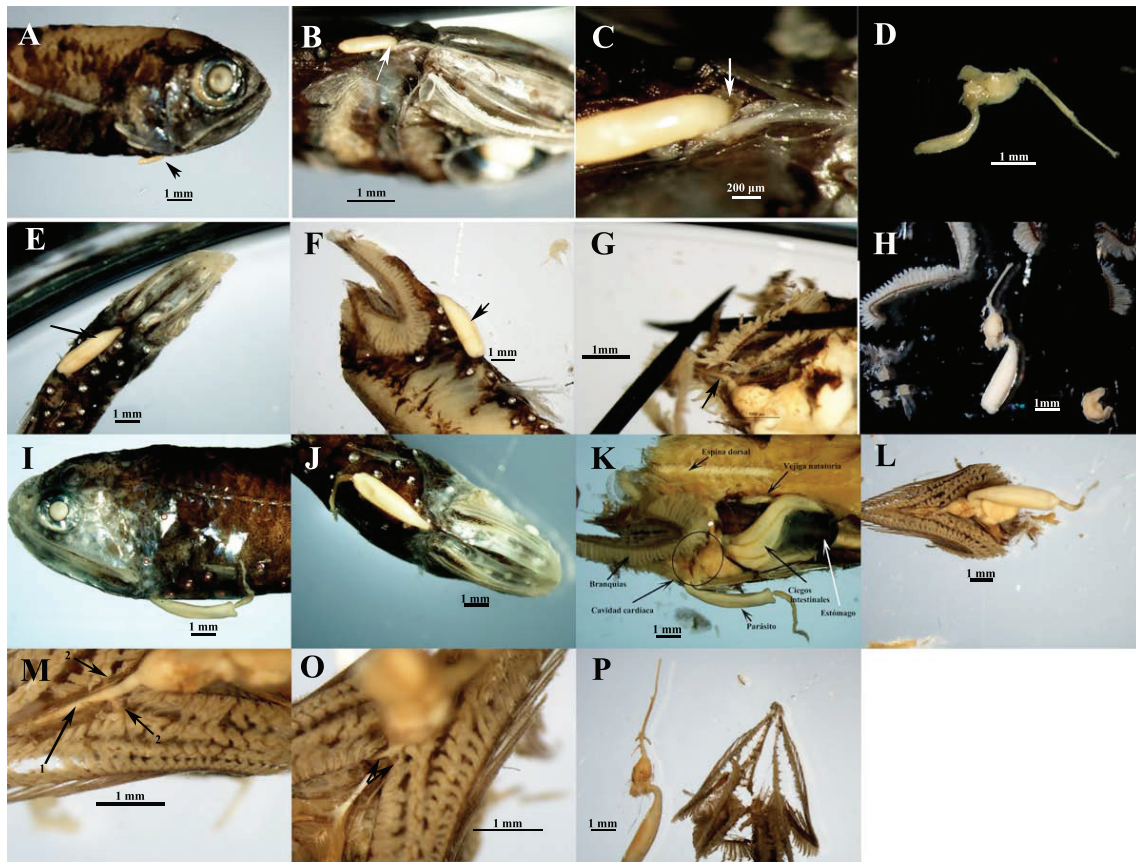 A
1 mm
B
1 mm
C
200 µm
D
1 mm
E
1 mm
F
1 mm
G
1mm
H
1mm
I
1 mm
J
1 mm
K
Espina dorsal
Vejiga natatoria
Branquias
Cavidad cardiaca
Ciegos
intestinales
Estómago
Parásito
1 mm
L
1 mm
M
2
2
1
1 mm
O
1 mm
P
1 mm